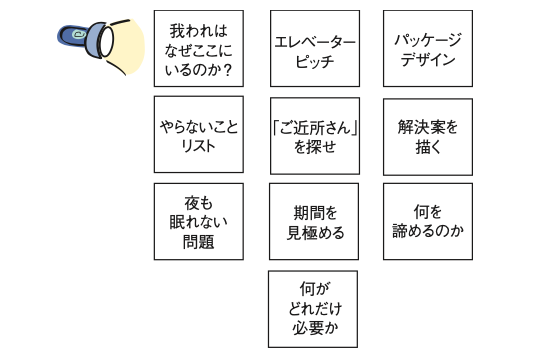 我われは
なぜここに
いるのか？
エレベーター
ピッチ
パッケージ
デザイン
やらないこと
リスト
「ご近所さん」
を探せ
解決案を
描く
夜も
眠れない
問題
期間を
見極める
何を
諦めるのか
何が
どれだけ
必要か